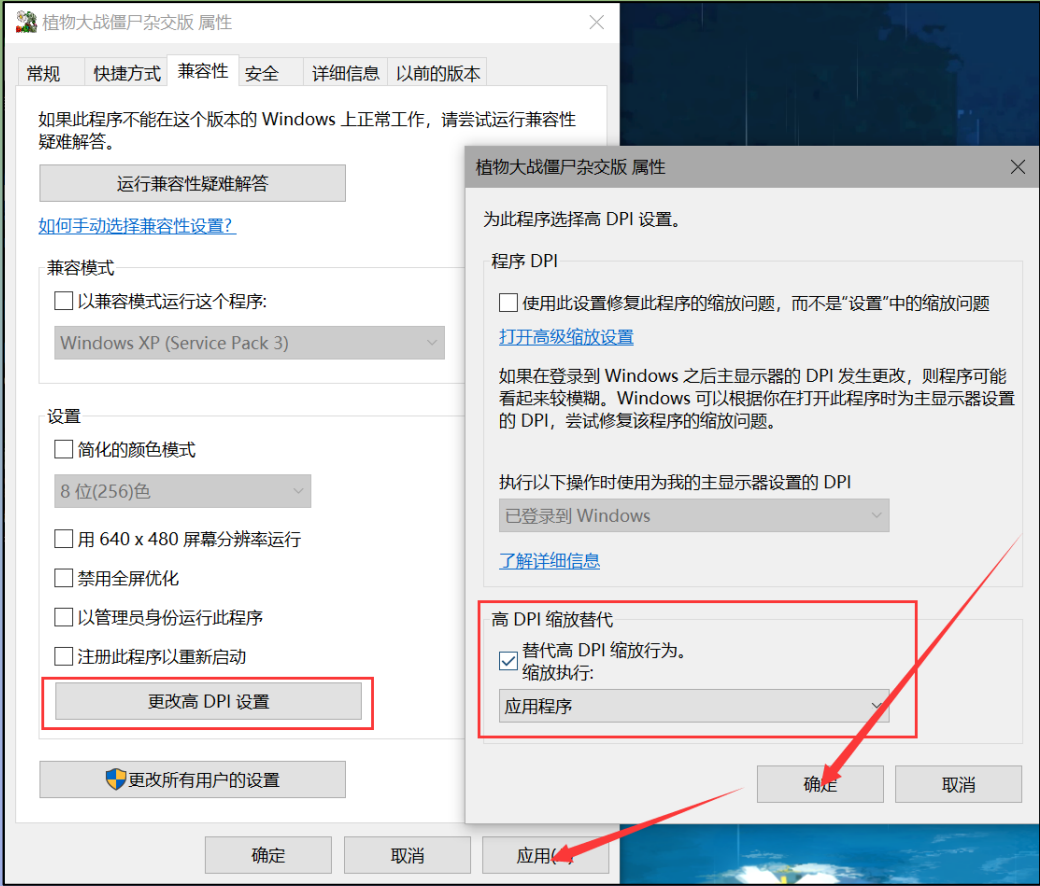 植物大战僵尸杂交版 属性
常规
快捷方式
兼容性
安全
详细信息
以前的版本
如果此程序不能在这个版本的 Windows 上正常工作，请尝试运行兼容性
疑难解答。
运行兼容性疑难解答
如何手动选择兼容性设置?
兼容模式
以兼容模式运行这个程序:
Windows XP (Service Pack 3)
设置
简化的颜色模式
8 位(256)色
用 640 x 480 屏幕分辨率运行
禁用全屏优化
以管理员身份运行此程序
注册此程序以重新启动
更改高 DPI 设置
更改所有用户的设置
确定
取消
应用(
植物大战僵尸杂交版 属性
为此程序选择高 DPI 设置。
程序 DPI
使用此设置修复此程序的缩放问题，而不是“设置”中的缩放问题
打开高级缩放设置
如果在登录到 Windows 之后主显示器的 DPI 发生更改，则程序可能
看起来较模糊。Windows 可以根据你在打开此程序时为主显示器设置
的 DPI，尝试修复该程序的缩放问题。
执行以下操作时使用为我的主显示器设置的 DPI
已登录到 Windows
了解详细信息
高 DPI 缩放替代
替代高 DPI 缩放行为。
缩放执行:
应用程序
确定
取消